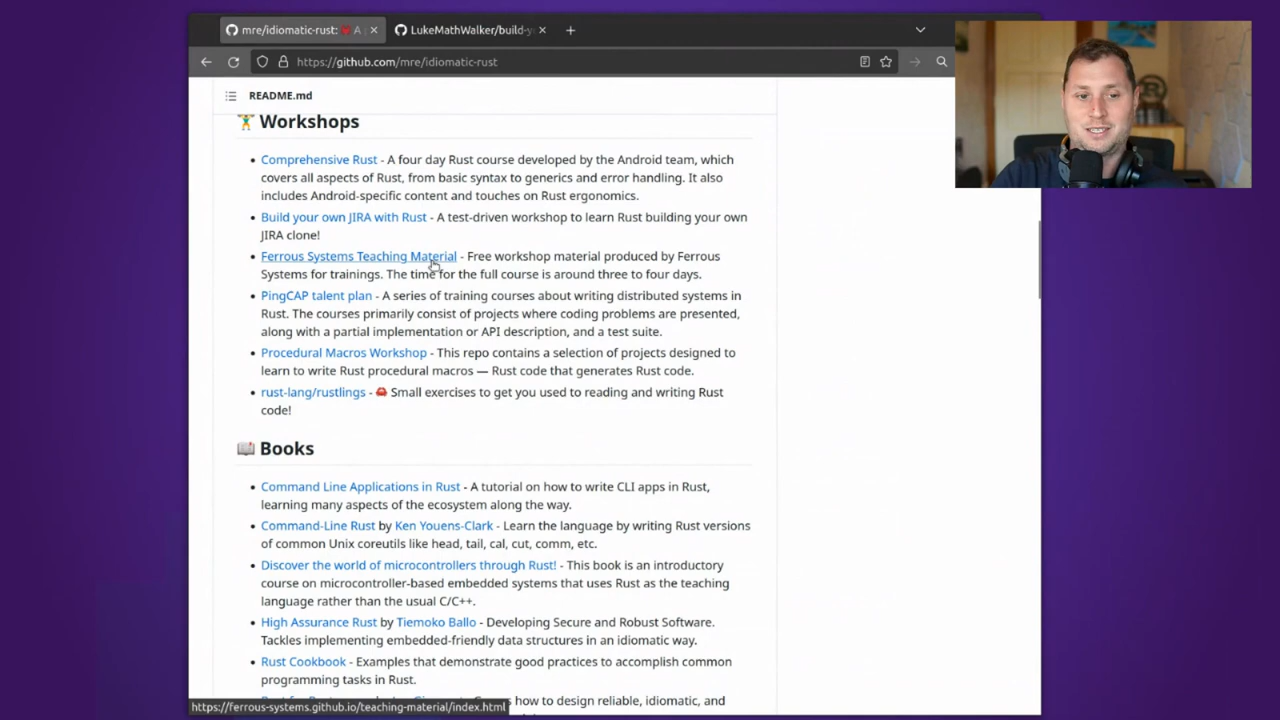 mre/idiomatic-rust: 🦀 A
LukeMathWalker/build-y
https://github.com/mre/idiomatic-rust
README.md
🏋️ Workshops
• Comprehensive Rust - A four day Rust course developed by the Android team, which
covers all aspects of Rust, from basic syntax to generics and error handling. It also
includes Android-specific content and touches on Rust ergonomics.
• Build your own JIRA with Rust - A test-driven workshop to learn Rust building your own
JIRA clone!
• Ferrous Systems Teaching Material - Free workshop material produced by Ferrous
Systems for trainings. The time for the full course is around three to four days.
• PingCAP talent plan - A series of training courses about writing distributed systems in
Rust. The courses primarily consist of projects where coding problems are presented,
along with a partial implementation or API description, and a test suite.
• Procedural Macros Workshop - This repo contains a selection of projects designed to
learn to write Rust procedural macros — Rust code that generates Rust code.
• rust-lang/rustlings - 🦀 Small exercises to get you used to reading and writing Rust
code!
📖 Books
• Command Line Applications in Rust - A tutorial on how to write CLI apps in Rust,
learning many aspects of the ecosystem along the way.
• Command-Line Rust by Ken Youens-Clark - Learn the language by writing Rust versions
of common Unix coreutils like head, tail, cal, cut, comm, etc.
• Discover the world of microcontrollers through Rust! - This book is an introductory
course on microcontroller-based embedded systems that uses Rust as the teaching
language rather than the usual C/C++.
• High Assurance Rust by Tiemoko Ballo - Developing Secure and Robust Software.
Tackles implementing embedded-friendly data structures in an idiomatic way.
• Rust Cookbook - Examples that demonstrate good practices to accomplish common
programming tasks in Rust.
how to design reliable, idiomatic, and
https://ferrous-systems.github.io/teaching-material/index.html